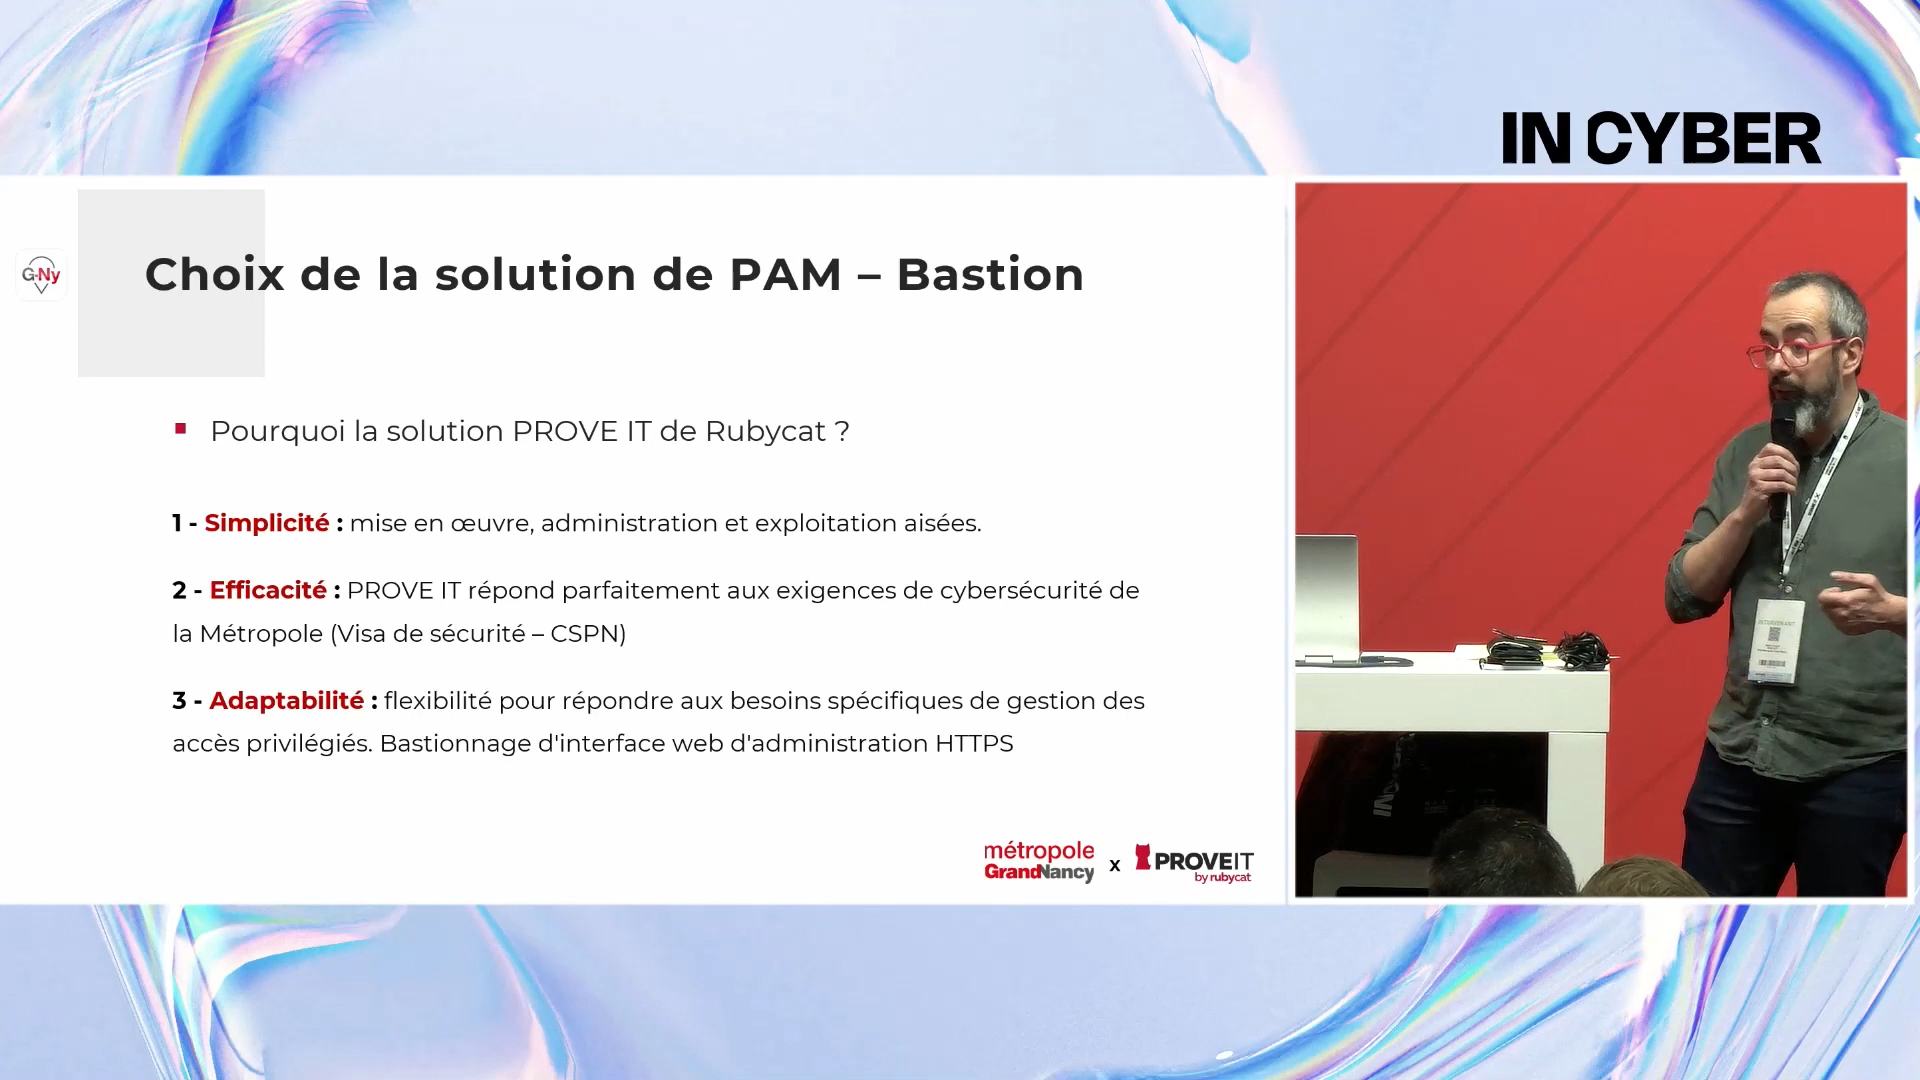 IN CYBER
G-Ny
Choix de la solution de PAM – Bastion
Pourquoi la solution PROVE IT de Rubycat ?
1 - Simplicité : mise en œuvre, administration et exploitation aisées.
2 - Efficacité : PROVE IT répond parfaitement aux exigences de cybersécurité de
la Métropole (Visa de sécurité – CSPN)
3 - Adaptabilité : flexibilité pour répondre aux besoins spécifiques de gestion des
accès privilégiés. Bastionnage d'interface web d'administration HTTPS
métropole
GrandNancy
x
PROVEIT
by rubycat
INTERVENANT